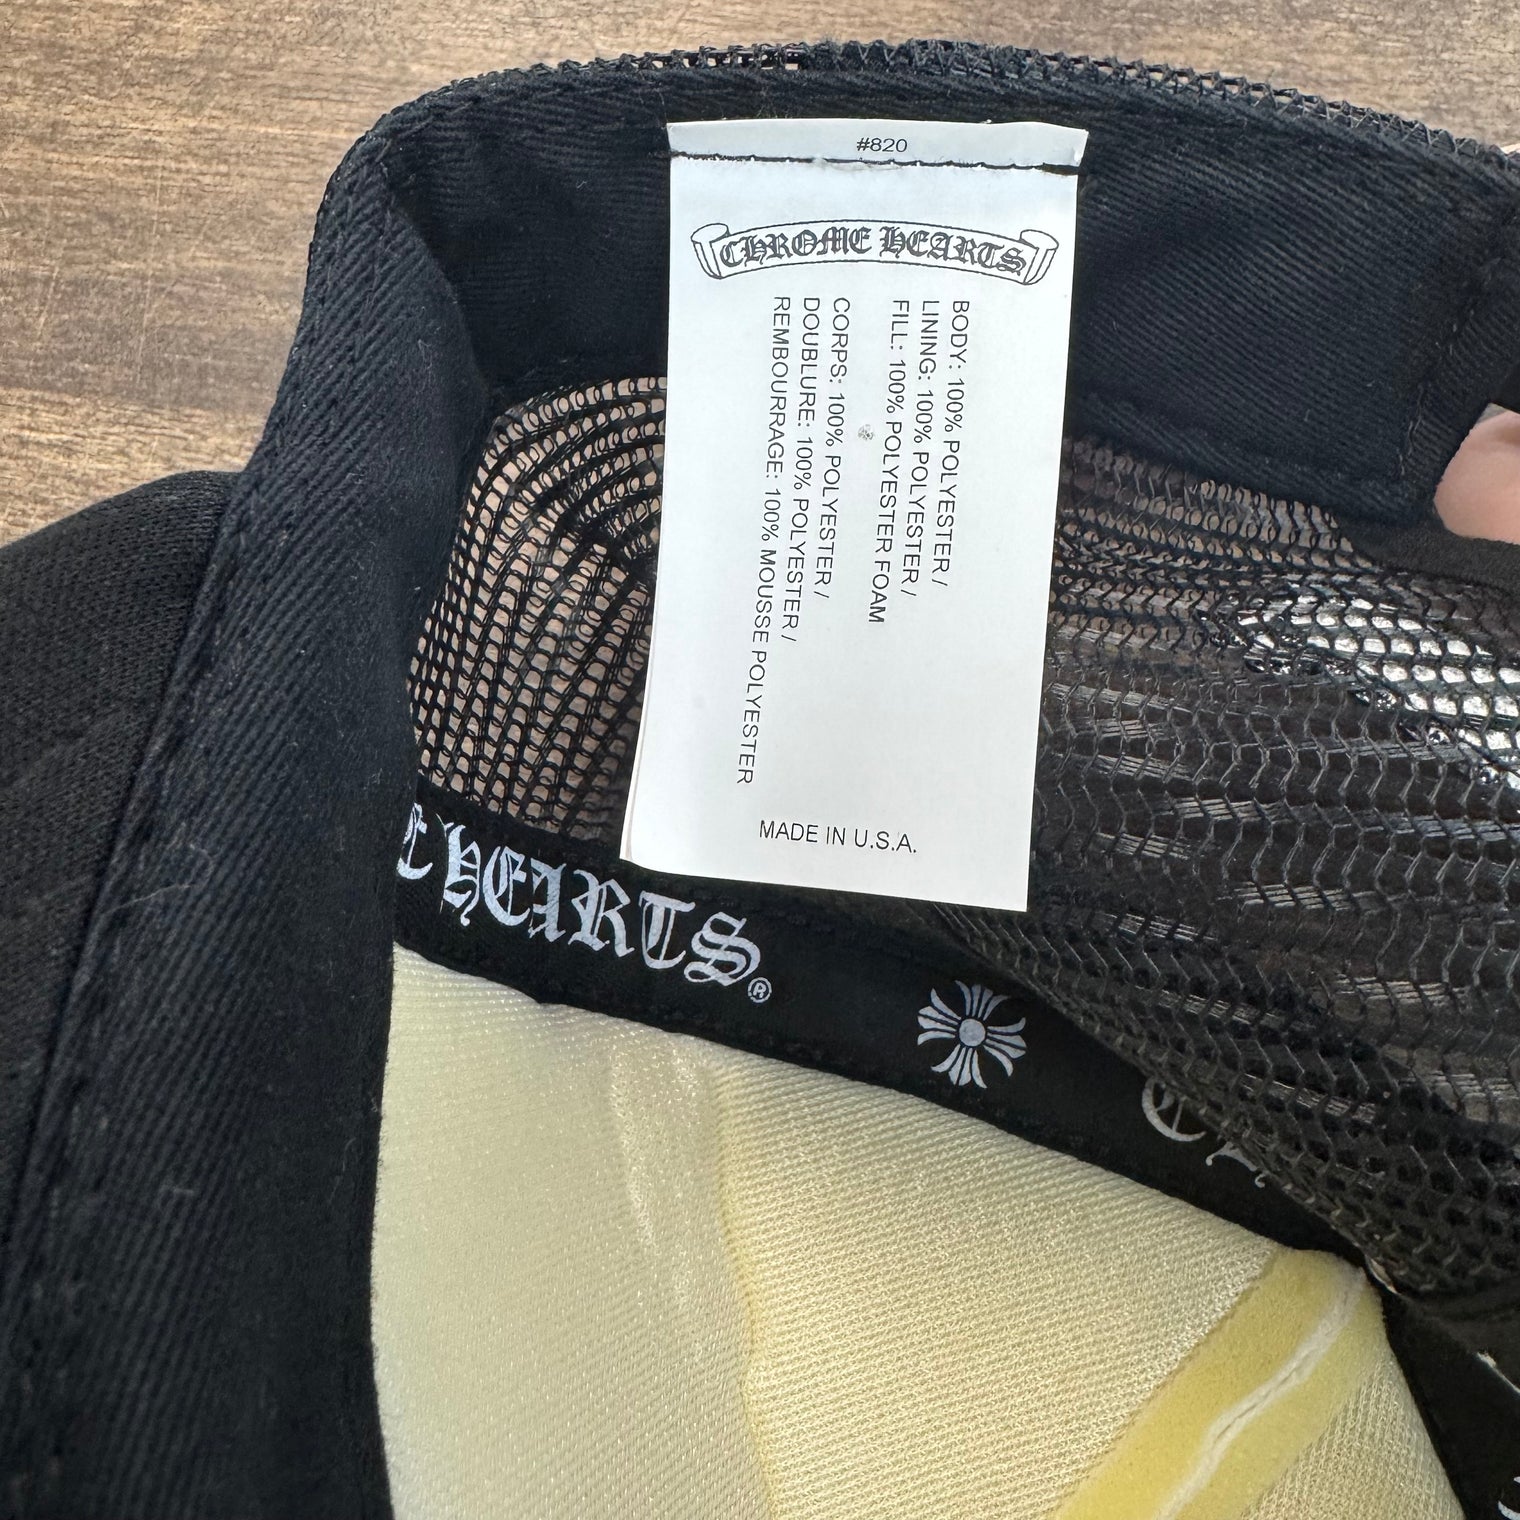 #820
CHROME HEARTS
BODY: 100% POLYESTER /
LINING: 100% POLYESTER /
FILL: 100% POLYESTER FOAM
CORPS: 100% POLYESTER /
DOUBLURE: 100% POLYESTER /
REMBOURRAGE: 100% MOUSSE POLYESTER
MADE IN U.S.A.
E HEARTS®